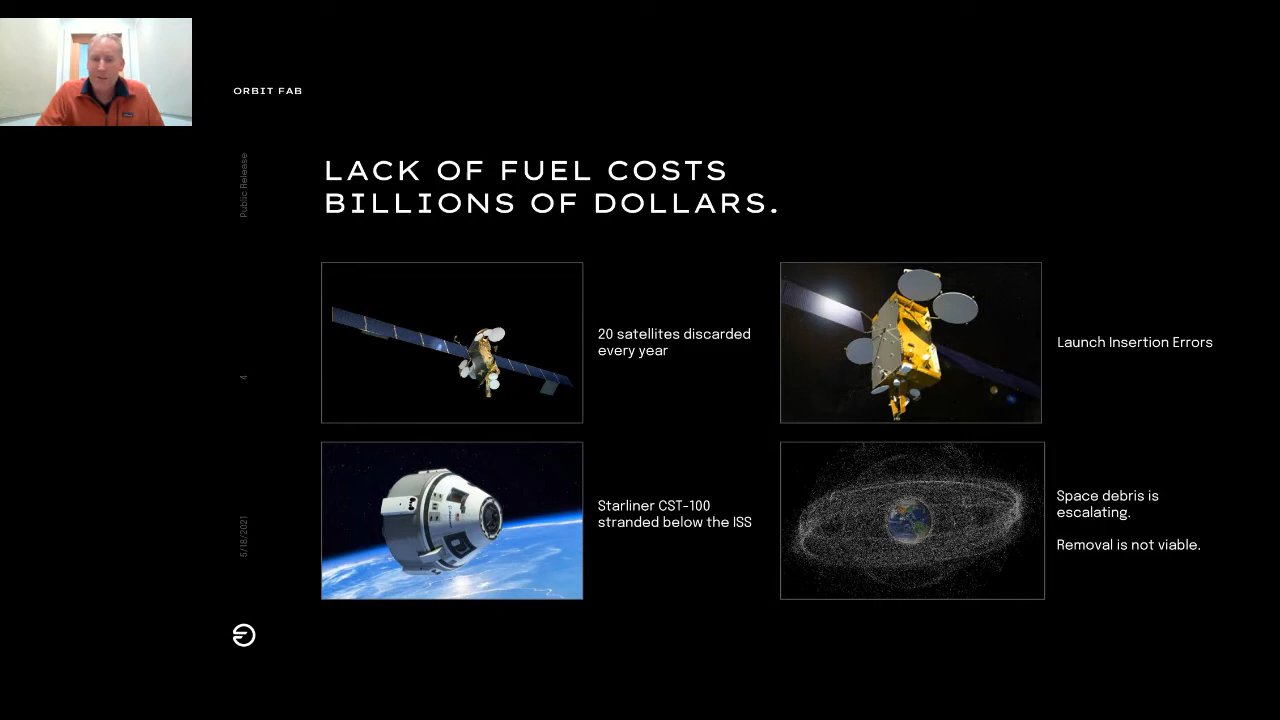 ORBIT FAB
Public Release
LACK OF FUEL COSTS
BILLIONS OF DOLLARS.
20 satellites discarded
every year
Launch Insertion Errors
4
Starliner CST-100
stranded below the ISS
Space debris is
escalating.
Removal is not viable.
5/18/2021